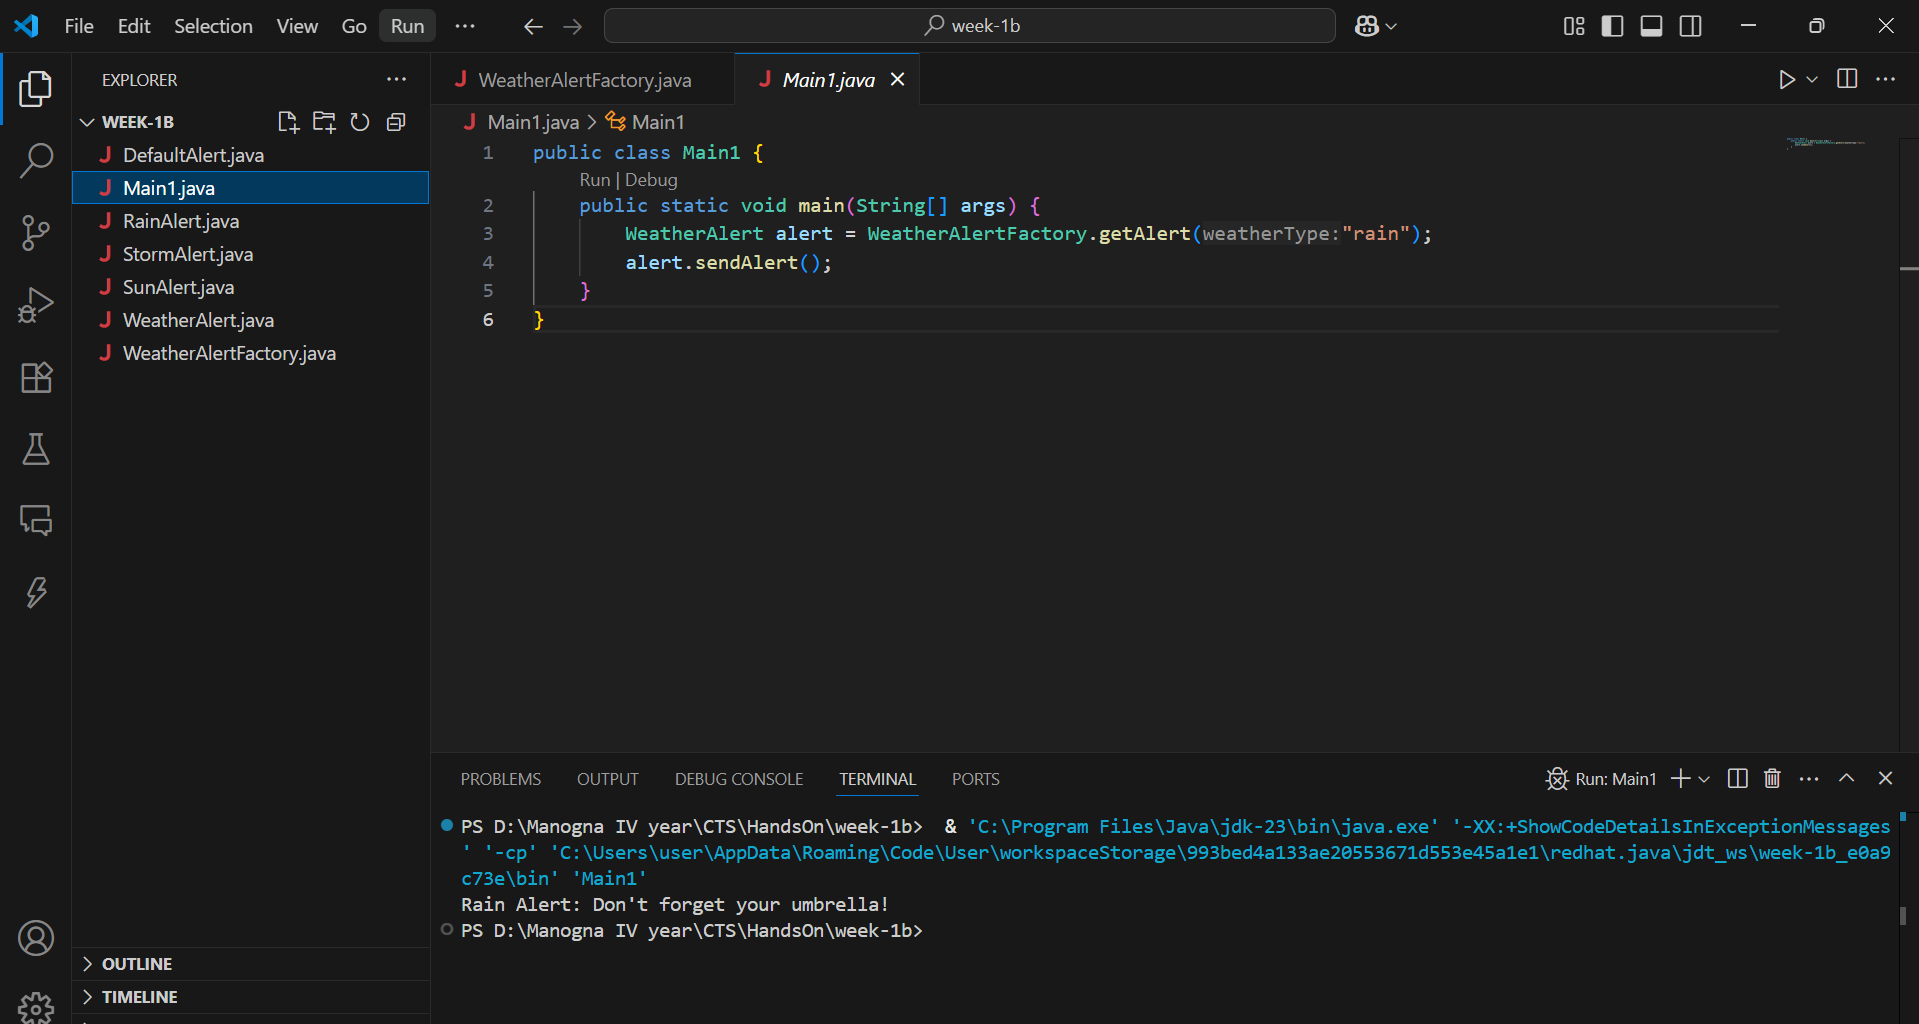 File Edit Selection View Go Run ··· week-1b
EXPLORER ···
WEEK-1B
DefaultAlert.java
Main1.java
RainAlert.java
StormAlert.java
SunAlert.java
WeatherAlert.java
WeatherAlertFactory.java
OUTLINE
TIMELINE
WeatherAlertFactory.java Main1.java
Main1.java > Main1
1 public class Main1 {
Run | Debug
2 public static void main(String[] args) {
3 WeatherAlert alert = WeatherAlertFactory.getAlert(weatherType:"rain");
4 alert.sendAlert();
5 }
6 }
PROBLEMS OUTPUT DEBUG CONSOLE TERMINAL PORTS Run: Main1
PS D:\Manogna IV year\CTS\HandsOn\week-1b> & 'C:\Program Files\Java\jdk-23\bin\java.exe' '-XX:+ShowCodeDetailsInExceptionMessages
' '-cp' 'C:\Users\user\AppData\Roaming\Code\User\workspaceStorage\993bed4a133ae20553671d553e45a1e1\redhat.java\jdt_ws\week-1b_e0a9
c73e\bin' 'Main1'
Rain Alert: Don't forget your umbrella!
PS D:\Manogna IV year\CTS\HandsOn\week-1b>